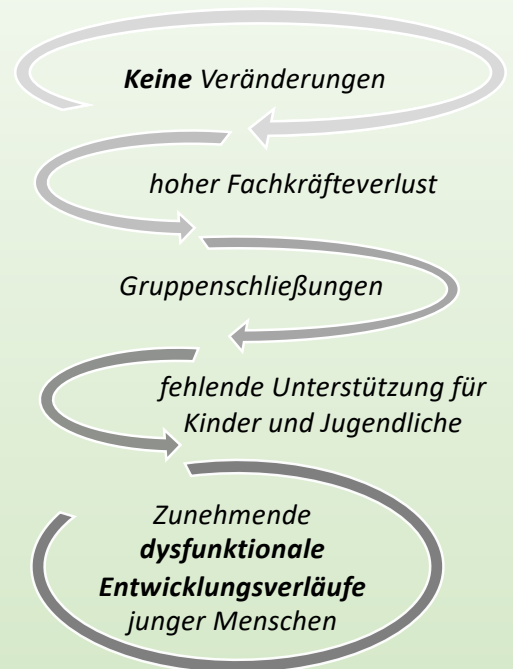 Keine Veränderungen
hoher Fachkräfteverlust
Gruppenschließungen
fehlende Unterstützung für
Kinder und Jugendliche
Zunehmende
dysfunktionale
Entwicklungsverläufe
junger Menschen